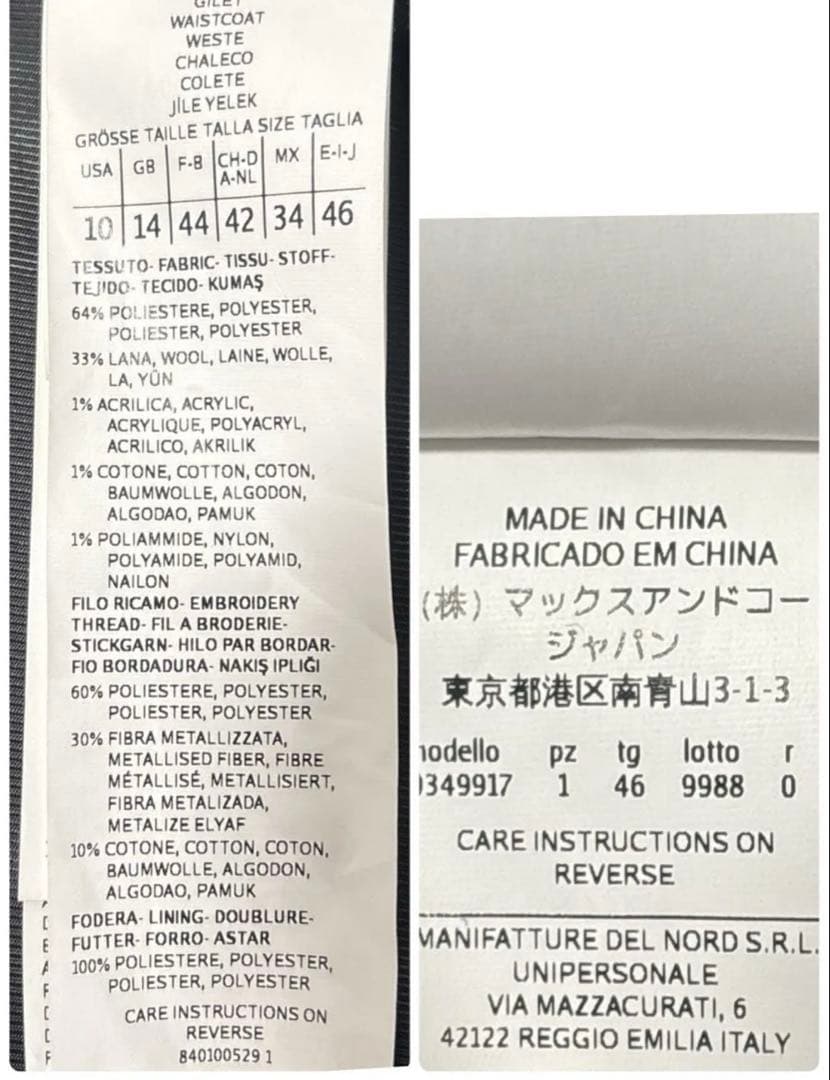 GILET
WAISTCOAT
WESTE
CHALECO
COLETE
JİLE YELEK
GRÖSSE TAILLE TALLA SIZE TAGLIA
USA GB F-B CH-D A-NL MX E-I-J
10 14 44 42 34 46
TESSUTO- FABRIC- TISSU- STOFF-
TEJIDO- TECIDO- KUMAŞ
64% POLIESTERE, POLYESTER,
POLIESTER, POLYESTER
33% LANA, WOOL, LAINE, WOLLE,
LA, YÜN
1% ACRILICA, ACRYLIC,
ACRYLIQUE, POLYACRYL,
ACRILICO, AKRILIK
1% COTONE, COTTON, COTON,
BAUMWOLLE, ALGODON,
ALGODAO, PAMUK
1% POLIAMMIDE, NYLON,
POLYAMIDE, POLYAMID,
NAILON
FILO RICAMO- EMBROIDERY
THREAD- FIL A BRODERIE-
STICKGARN- HILO PAR BORDAR-
FIO BORDADURA- NAKIŞ IPLIĞI
60% POLIESTERE, POLYESTER,
POLIESTER, POLYESTER
30% FIBRA METALLIZZATA,
METALLISED FIBER, FIBRE
MÉTALLISÉ, METALLISIERT,
FIBRA METALIZADA,
METALIZE ELYAF
10% COTONE, COTTON, COTON,
BAUMWOLLE, ALGODON,
ALGODAO, PAMUK
FODERA- LINING- DOUBLURE-
FUTTER- FORRO- ASTAR
100% POLIESTERE, POLYESTER,
POLIESTER, POLYESTER
CARE INSTRUCTIONS ON
REVERSE
840100529 1
MADE IN CHINA
FABRICADO EM CHINA
(株) マックスアンドコー
ジャパン
東京都港区南青山3-1-3
odello pz tg lotto r
349917 1 46 9988 0
CARE INSTRUCTIONS ON
REVERSE
MANIFATTURE DEL NORD S.R.L.
UNIPERSONALE
VIA MAZZACURATI, 6
42122 REGGIO EMILIA ITALY